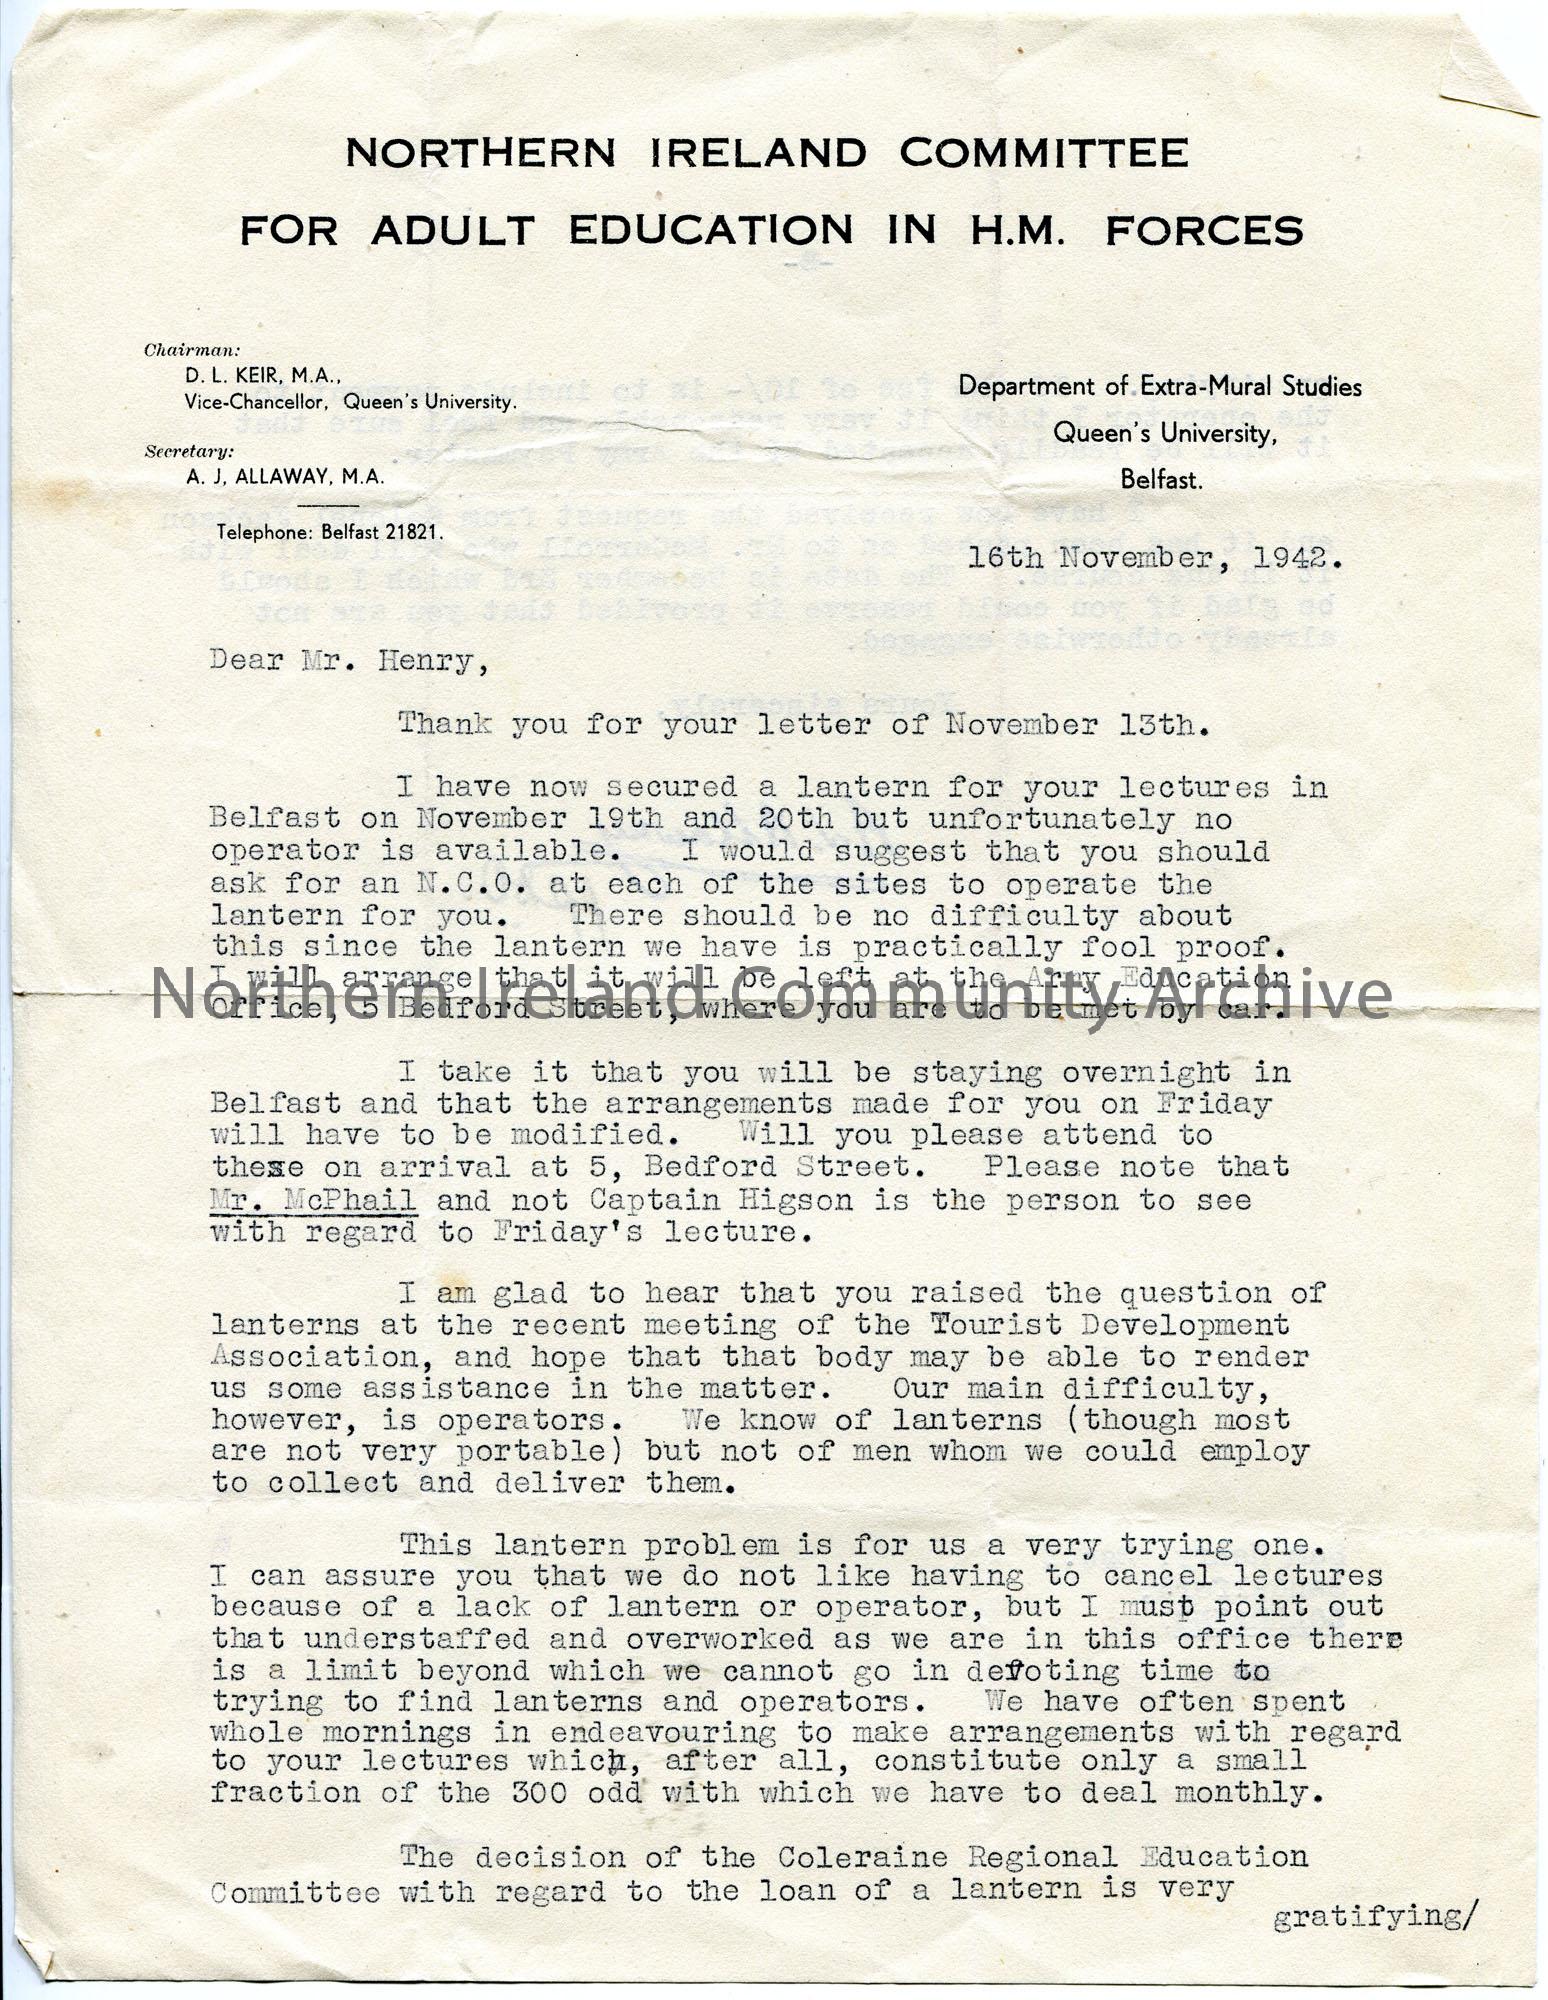 NORTHERN IRELAND COMMITTEE
FOR ADULT EDUCATION IN H.M. FORCES
Chairman:
D. L. KEIR, M.A.,
Vice-Chancellor, Queen's University.
Secretary:
A. J, ALLAWAY, M.A.
Telephone: Belfast 21821.
Department of Extra-Mural Studies
Queen's University,
Belfast.
16th November, 1942.
Dear Mr. Henry,
Thank you for your letter of November 13th.
I have now secured a lantern for your lectures in
Belfast on November 19th and 20th but unfortunately no
operator is available. I would suggest that you should
ask for an N.C.O. at each of the sites to operate the
lantern for you. There should be no difficulty about
this since the lantern we have is practically fool proof.
I will arrange that it will be left at the Army Education
Office, 5 Bedford Street, where you are to be met by car.
Northern Ireland Community Archive
I take it that you will be staying overnight in
Belfast and that the arrangements made for you on Friday
will have to be modified. Will you please attend to
these on arrival at 5, Bedford Street. Please note that
Mr. McPhail and not Captain Higson is the person to see
with regard to Friday's lecture.
I am glad to hear that you raised the question of
lanterns at the recent meeting of the Tourist Development
Association, and hope that that body may be able to render
us some assistance in the matter. Our main difficulty,
however, is operators. We know of lanterns (though most
are not very portable) but not of men whom we could employ
to collect and deliver them.
This lantern problem is for us a very trying one.
I can assure you that we do not like having to cancel lectures
because of a lack of lantern or operator, but I must point out
that understaffed and overworked as we are in this office there
is a limit beyond which we cannot go in devoting time to
trying to find lanterns and operators. We have often spent
whole mornings in endeavouring to make arrangements with regard
to your lectures which, after all, constitute only a small
fraction of the 300 odd with which we have to deal monthly.
The decision of the Coleraine Regional Education
Committee with regard to the loan of a lantern is very
gratifying/